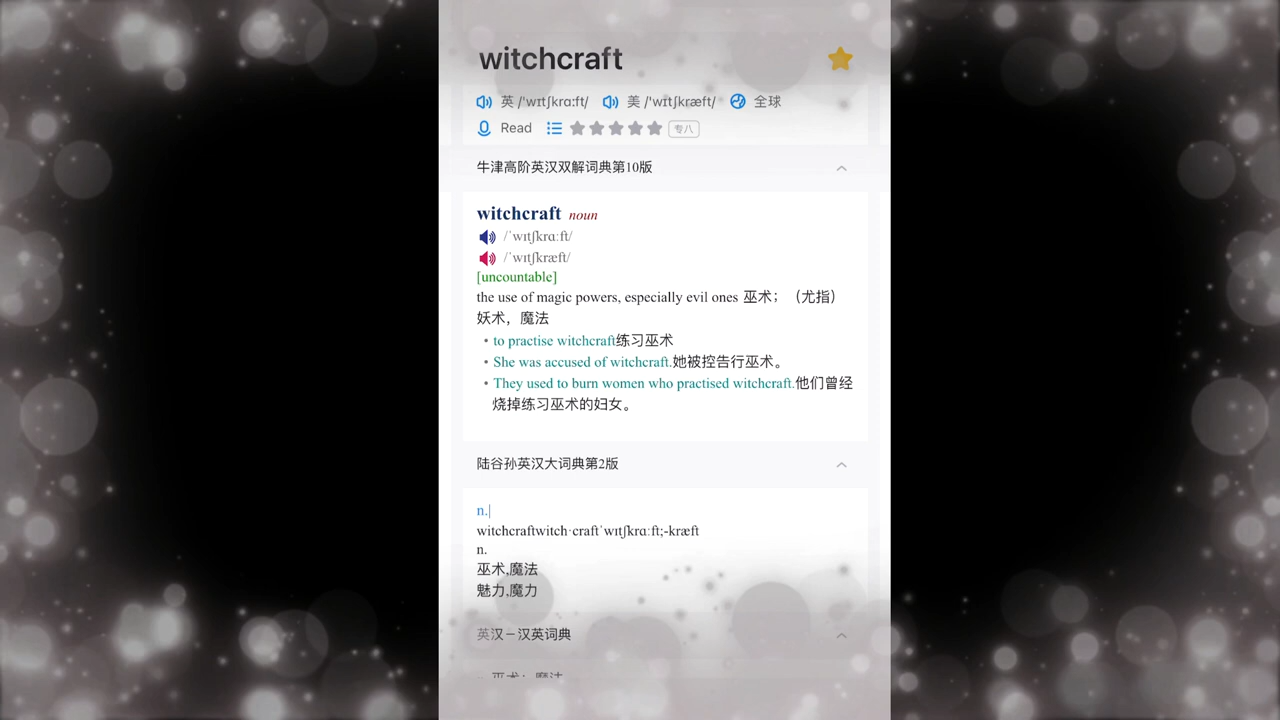 witchcraft
英 /'wɪtʃkrɑːft/ 美 /'wɪtʃkræft/ 全球
Read 专八
牛津高阶英汉双解词典第10版
witchcraft noun
/ˈwɪtʃkrɑːft/
/ˈwɪtʃkræft/
[uncountable]
the use of magic powers, especially evil ones 巫术；（尤指）
妖术，魔法
• to practise witchcraft练习巫术
• She was accused of witchcraft.她被控告行巫术。
• They used to burn women who practised witchcraft.他们曾经
烧掉练习巫术的妇女。
陆谷孙英汉大词典第2版
n.|
witchcraftwitch·craftˈwɪtʃkrɑːft;-kræft
n.
巫术,魔法
魅力,魔力
英汉－汉英词典
巫术；魔法